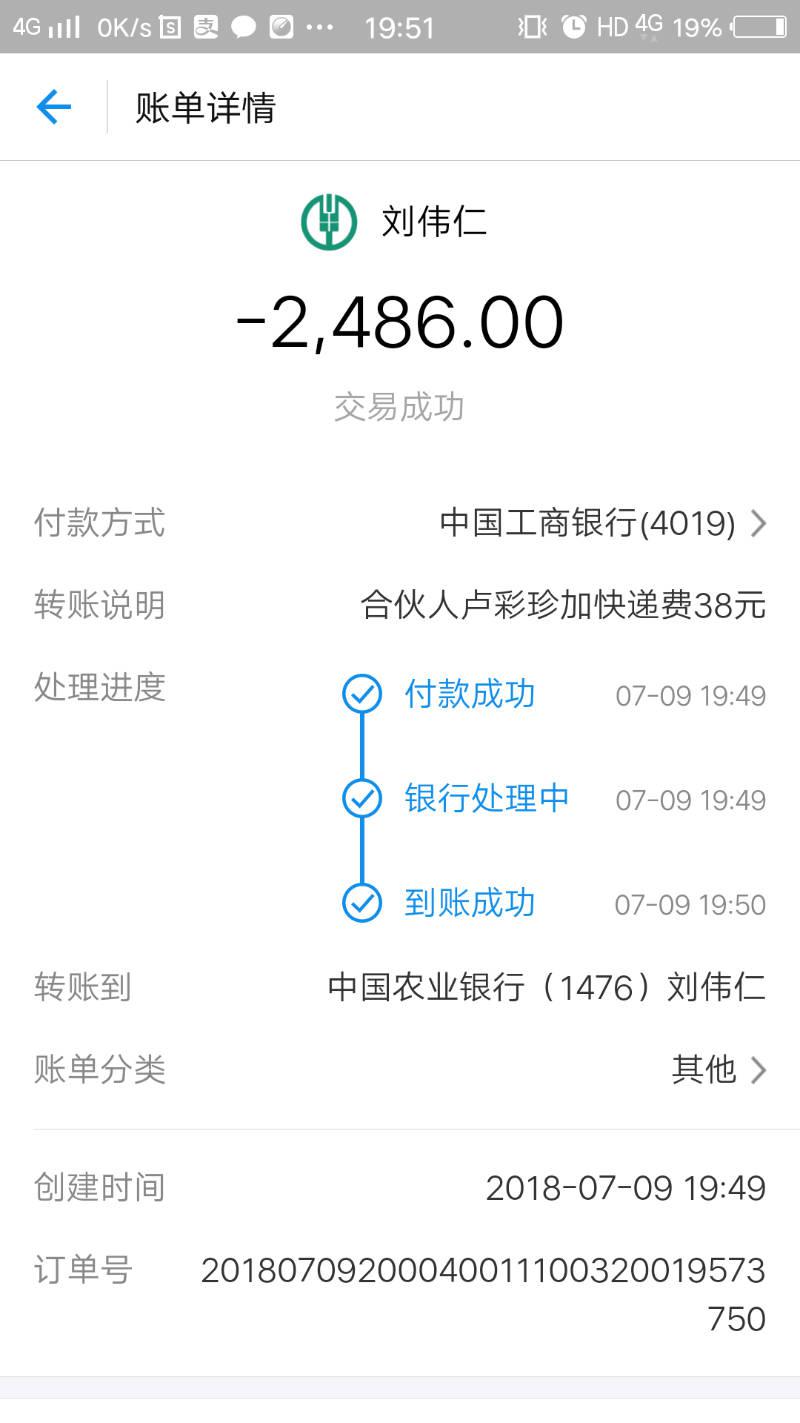 4G 0K/s 支 ··· 19:51 HD 4G 19%
账单详情
刘伟仁
-2,486.00
交易成功
付款方式 中国工商银行(4019)
转账说明 合伙人卢彩珍加快递费38元
处理进度 付款成功 07-09 19:49
银行处理中 07-09 19:49
到账成功 07-09 19:50
转账到 中国农业银行（1476）刘伟仁
账单分类 其他
创建时间 2018-07-09 19:49
订单号 20180709200040011100320019573
750